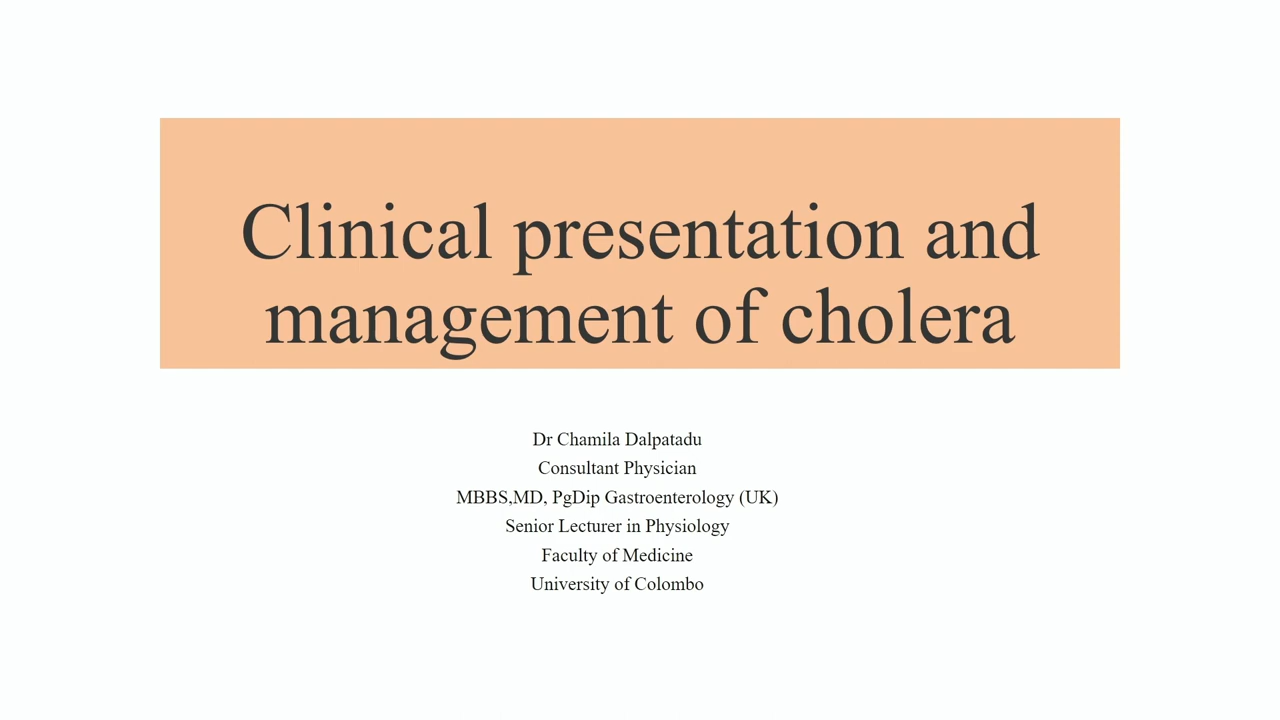 Clinical presentation and
management of cholera
Dr Chamila Dalpatadu
Consultant Physician
MBBS,MD, PgDip Gastroenterology (UK)
Senior Lecturer in Physiology
Faculty of Medicine
University of Colombo